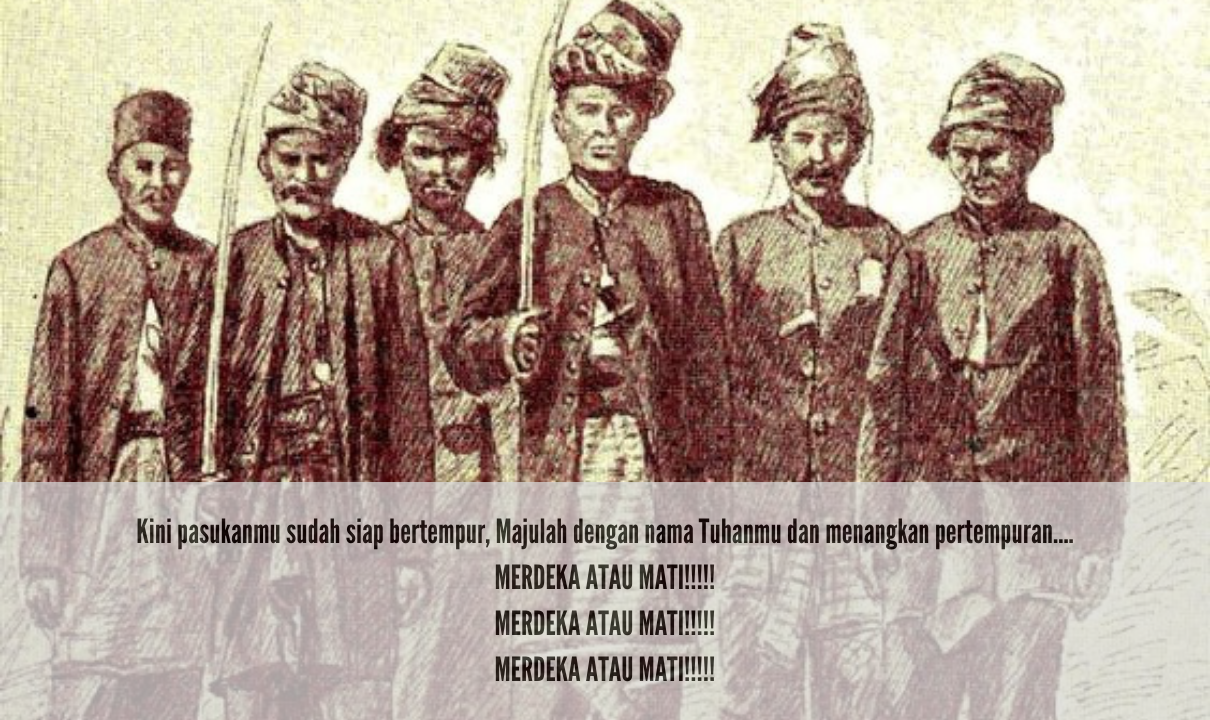 Kini pasukanmu sudah siap bertempur, Majulah dengan nama Tuhanmu dan menangkan pertempuran....
MERDEKA ATAU MATI!!!!!
MERDEKA ATAU MATI!!!!!
MERDEKA ATAU MATI!!!!!